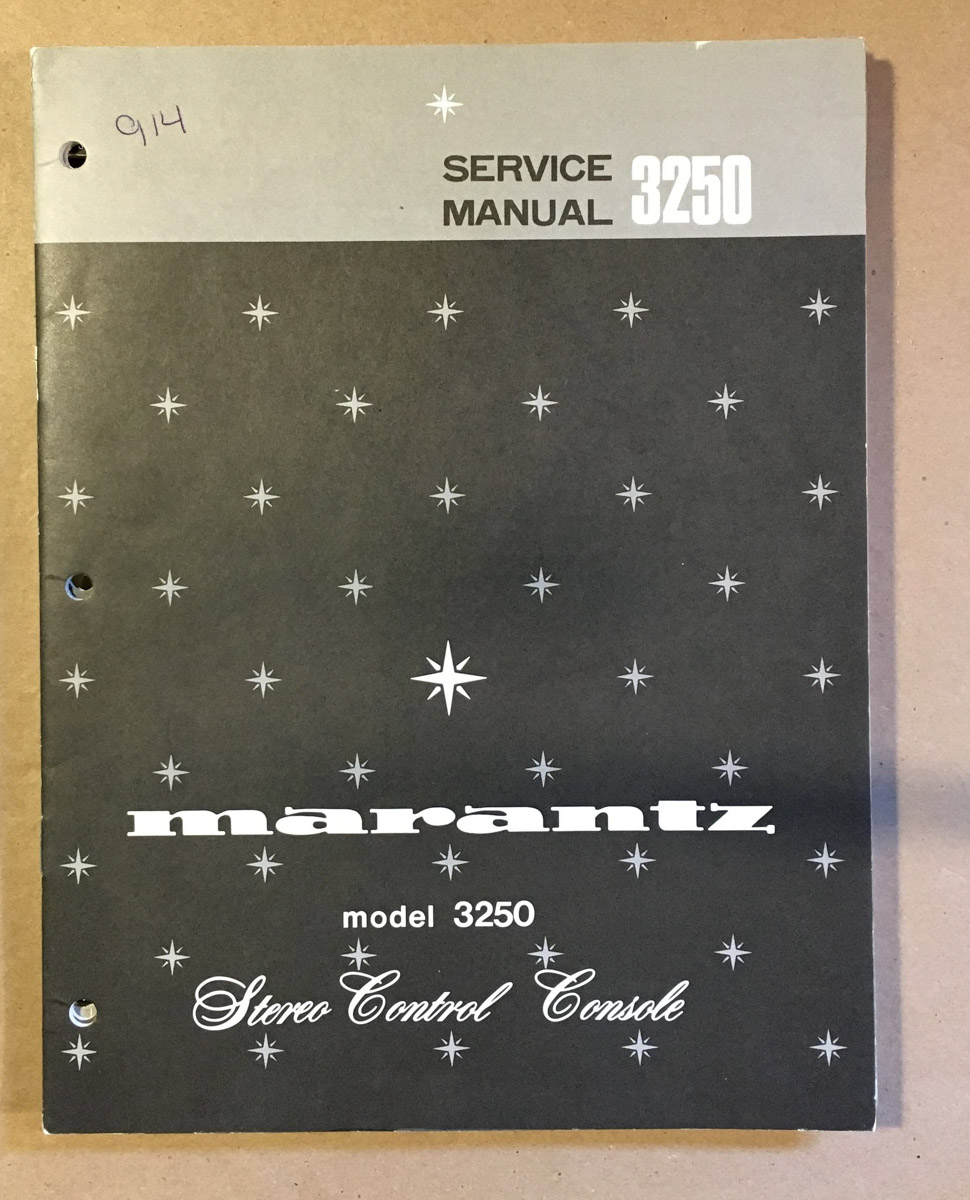 914
SERVICE
MANUAL 3250
marantz
model 3250
Stereo Control Console